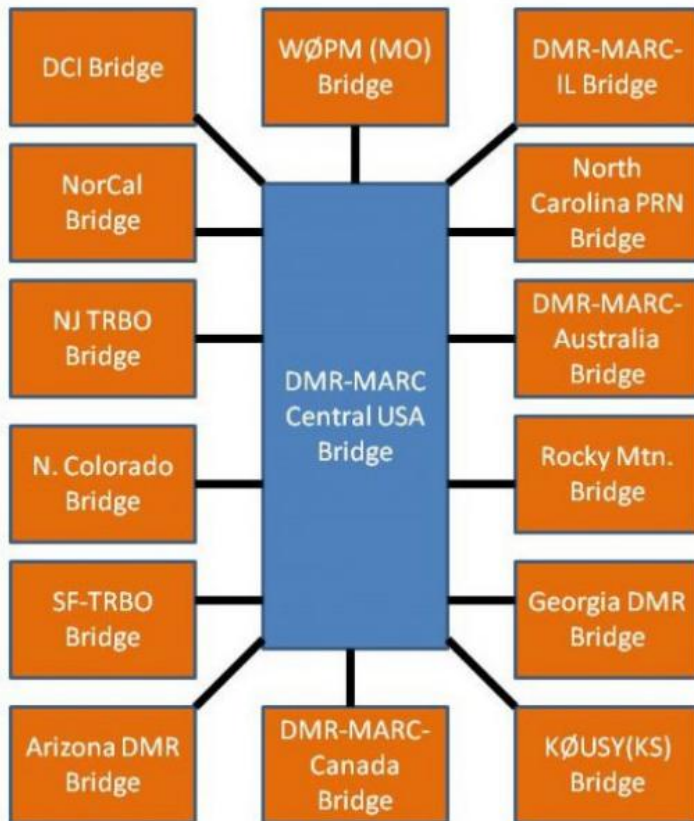 DCI Bridge
WØPM (MO)
Bridge
DMR-MARC-
IL Bridge
NorCal
Bridge
North
Carolina PRN
Bridge
NJ TRBO
Bridge
DMR-MARC
Central USA
Bridge
DMR-MARC-
Australia
Bridge
N. Colorado
Bridge
Rocky Mtn.
Bridge
SF-TRBO
Bridge
Georgia DMR
Bridge
Arizona DMR
Bridge
DMR-MARC-
Canada
Bridge
KØUSY(KS)
Bridge